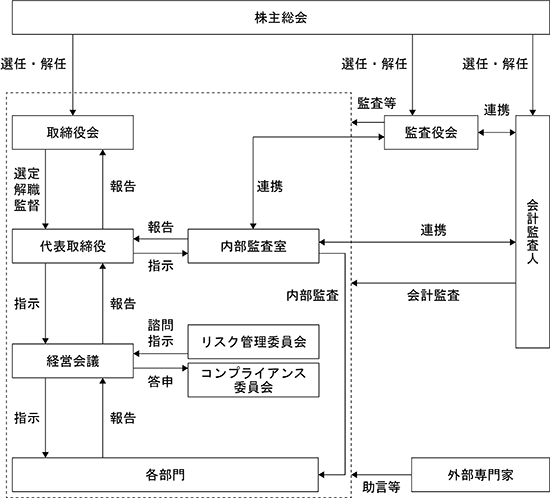 株主総会
選任・解任
選任・解任
選任・解任
監査等
連携
取締役会
監査役会
選定
解職
監督
報告
連携
会計監査人
代表取締役
報告
指示
内部監査室
連携
指示
報告
内部監査
会計監査
諮問
指示
リスク管理委員会
経営会議
答申
コンプライアンス
委員会
指示
報告
各部門
助言等
外部専門家